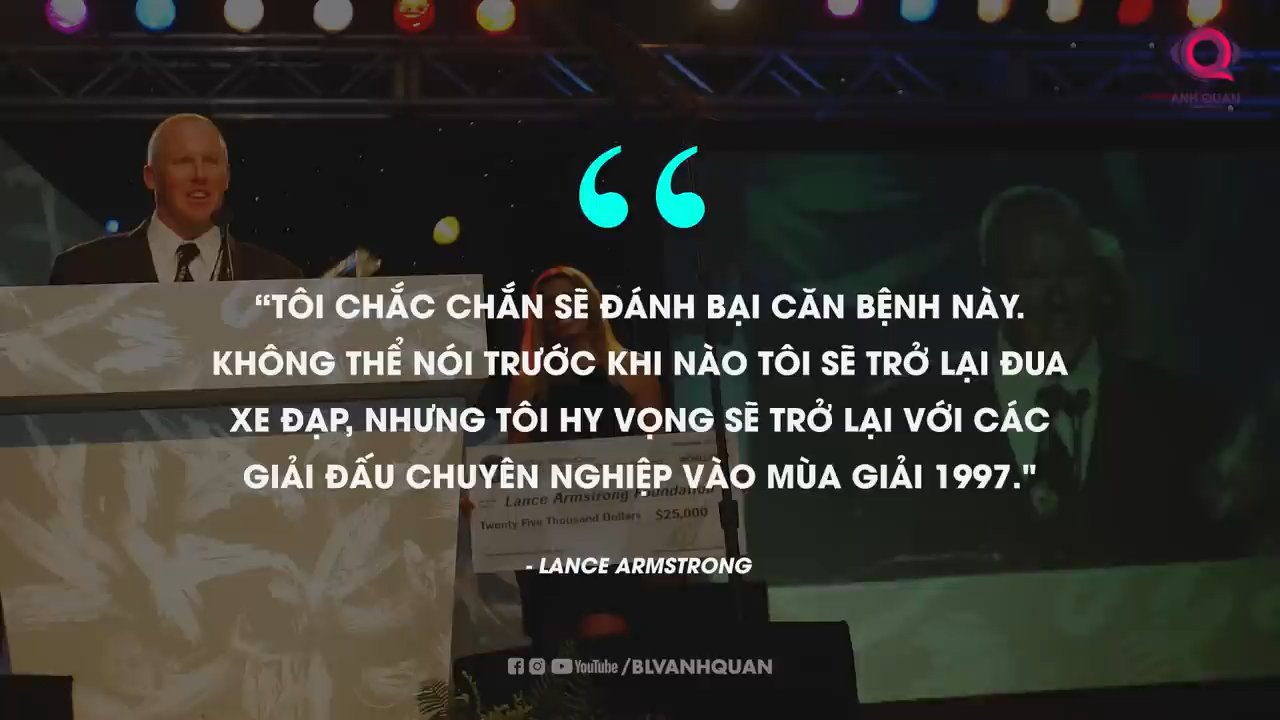 ANH QUAN
“TÔI CHẮC CHẮN SẼ ĐÁNH BẠI CĂN BỆNH NÀY.
KHÔNG THỂ NÓI TRƯỚC KHI NÀO TÔI SẼ TRỞ LẠI ĐUA
XE ĐẠP, NHƯNG TÔI HY VỌNG SẼ TRỞ LẠI VỚI CÁC
GIẢI ĐẤU CHUYÊN NGHIỆP VÀO MÙA GIẢI 1997."
Lance Armstrong Foundation
Twenty Five Thousand Dollars $25,000
- LANCE ARMSTRONG
YouTube /BLVANHQUAN